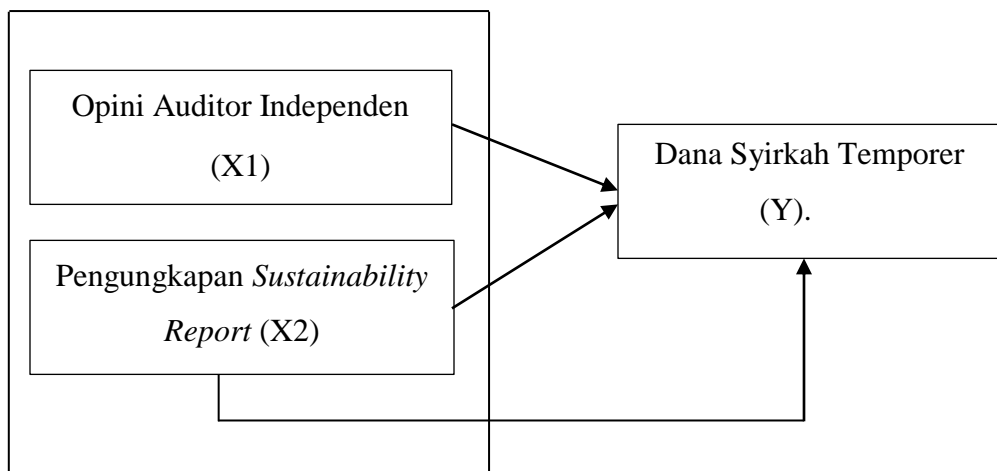 Opini Auditor Independen
(X1)
Dana Syirkah Temporer
(Y).
Pengungkapan Sustainability
Report (X2)